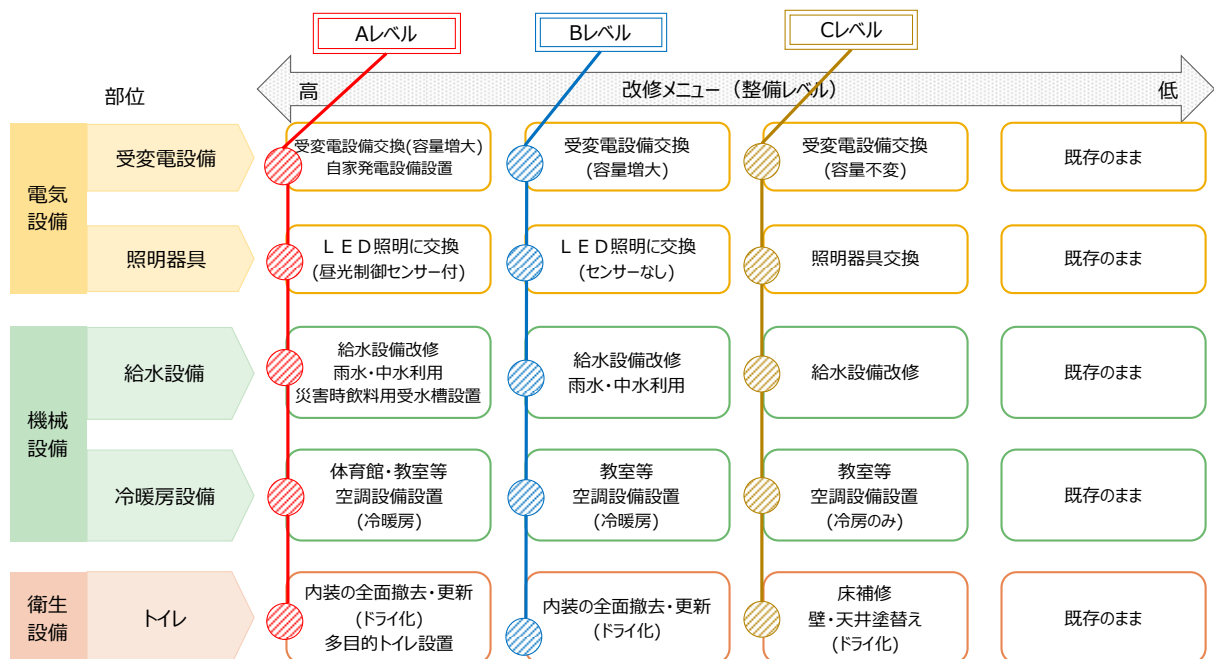 Aレベル
Bレベル
Cレベル
部位
高
改修メニュー（整備レベル）
低
電気
設備
受変電設備
受変電設備交換(容量増大)
自家発電設備設置
受変電設備交換
(容量増大)
受変電設備交換
(容量不変)
既存のまま
照明器具
ＬＥＤ照明に交換
(昼光制御センサー付)
ＬＥＤ照明に交換
(センサーなし)
照明器具交換
既存のまま
機械
設備
給水設備
給水設備改修
雨水・中水利用
災害時飲料用受水槽設置
給水設備改修
雨水・中水利用
給水設備改修
既存のまま
冷暖房設備
体育館・教室等
空調設備設置
(冷暖房)
教室等
空調設備設置
(冷暖房)
教室等
空調設備設置
(冷房のみ)
既存のまま
衛生
設備
トイレ
内装の全面撤去・更新
(ドライ化)
多目的トイレ設置
内装の全面撤去・更新
(ドライ化)
床補修
壁・天井塗替え
(ドライ化)
既存のまま